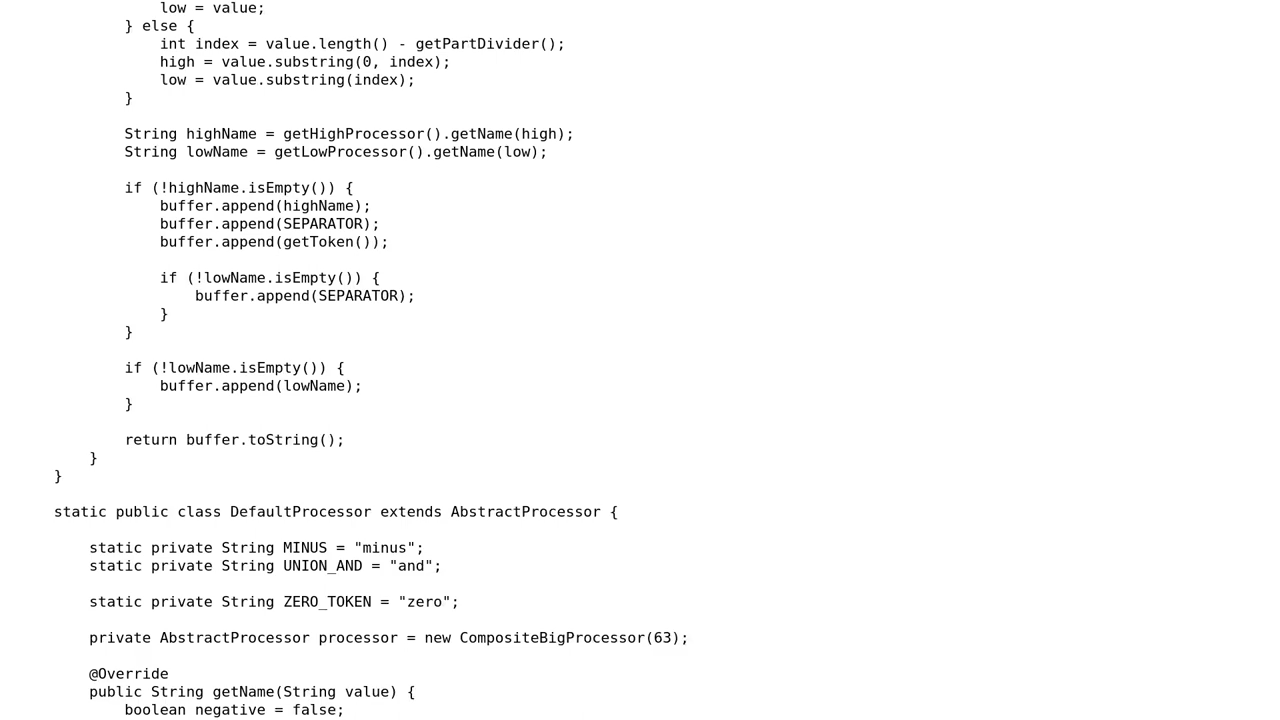 low = value;
        } else {
            int index = value.length() - getPartDivider();
            high = value.substring(0, index);
            low = value.substring(index);
        }

        String highName = getHighProcessor().getName(high);
        String lowName = getLowProcessor().getName(low);

        if (!highName.isEmpty()) {
            buffer.append(highName);
            buffer.append(SEPARATOR);
            buffer.append(getToken());

            if (!lowName.isEmpty()) {
                buffer.append(SEPARATOR);
            }
        }

        if (!lowName.isEmpty()) {
            buffer.append(lowName);
        }

        return buffer.toString();
    }
}

static public class DefaultProcessor extends AbstractProcessor {

    static private String MINUS = "minus";
    static private String UNION_AND = "and";

    static private String ZERO_TOKEN = "zero";

    private AbstractProcessor processor = new CompositeBigProcessor(63);

    @Override
    public String getName(String value) {
        boolean negative = false;